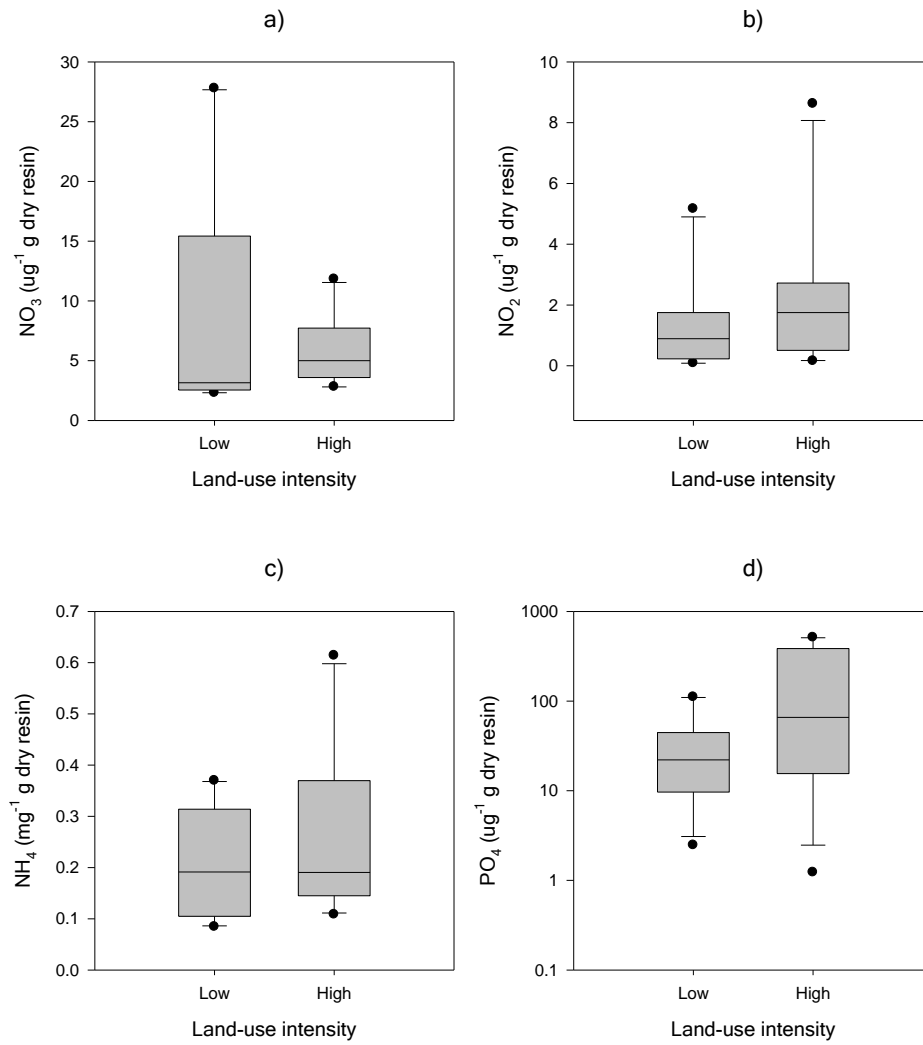 a)
30
25
20
15
10
5
0
NO₃ (ug⁻¹ g dry resin)
Low High
Land-use intensity
b)
10
8
6
4
2
0
NO₂ (ug⁻¹ g dry resin)
Low High
Land-use intensity
c)
0.7
0.6
0.5
0.4
0.3
0.2
0.1
0.0
NH₄ (mg⁻¹ g dry resin)
Low High
Land-use intensity
d)
1000
100
10
1
0.1
PO₄ (ug⁻¹ g dry resin)
Low High
Land-use intensity